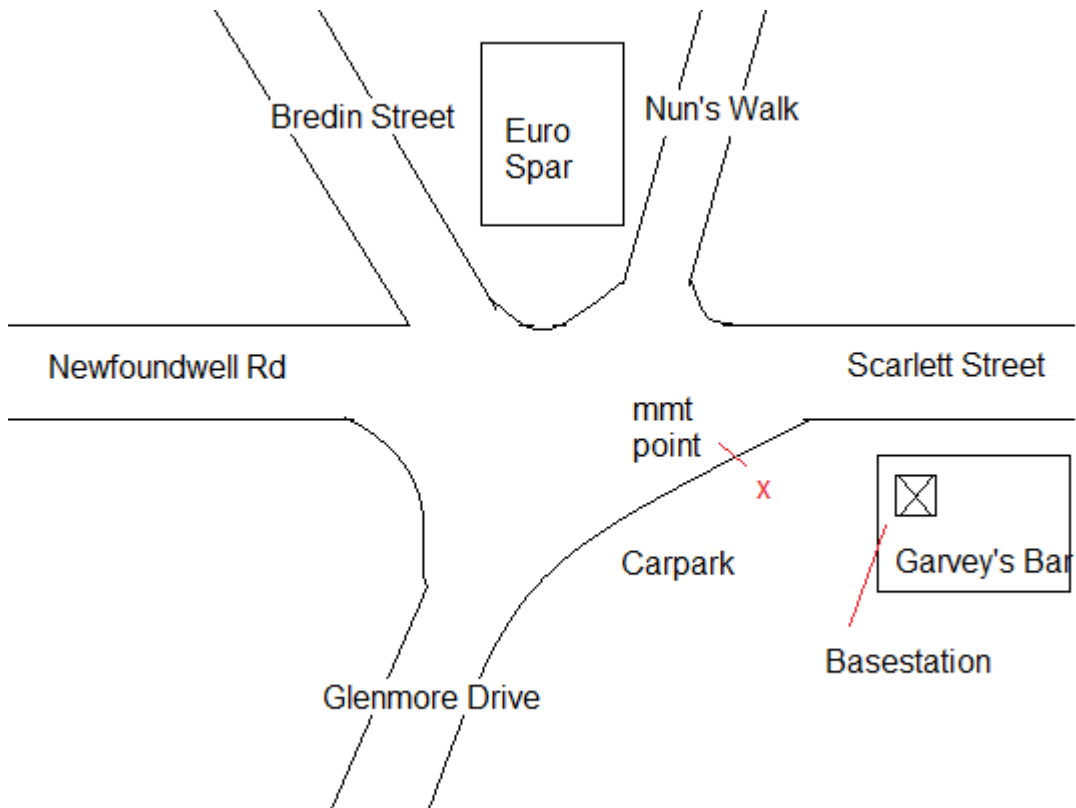 Bredin Street
Euro
Spar
Nun's Walk
Newfoundwell Rd
Scarlett Street
mmt
point
x
Carpark
Garvey's Bar
Basestation
Glenmore Drive